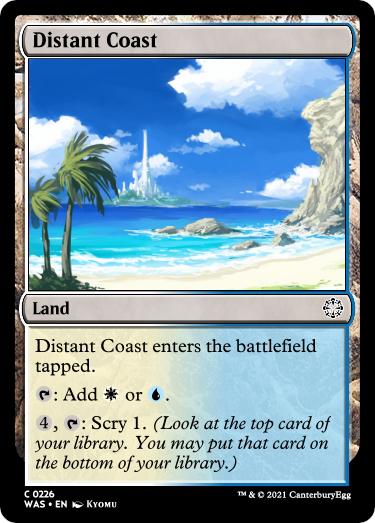 Distant Coast
Land
Distant Coast enters the battlefield
tapped.
: Add or .
4 , : Scry 1. (Look at the top card of
your library. You may put that card on
the bottom of your library.)
C 0226
WAS • EN Kyomu
™ & © 2021 CanterburyEgg